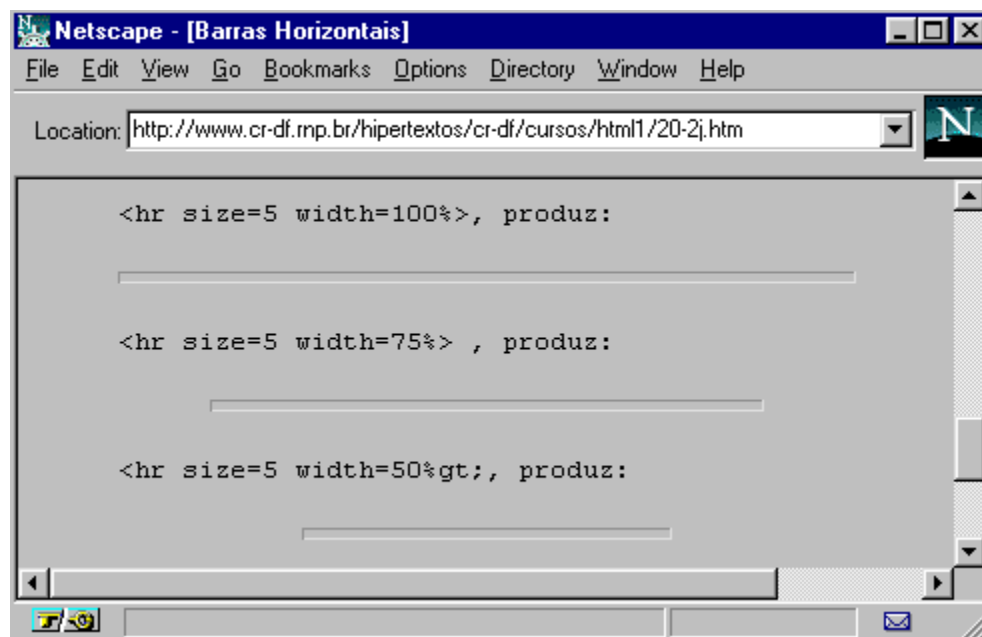 Netscape - [Barras Horizontais]
File Edit View Go Bookmarks Options Directory Window Help
Location: http://www.cr-df.rnp.br/hipertextos/cr-df/cursos/html1/20-2j.htm
N
<hr size=5 width=100%>, produz:
<hr size=5 width=75%> , produz:
<hr size=5 width=50%gt;, produz: